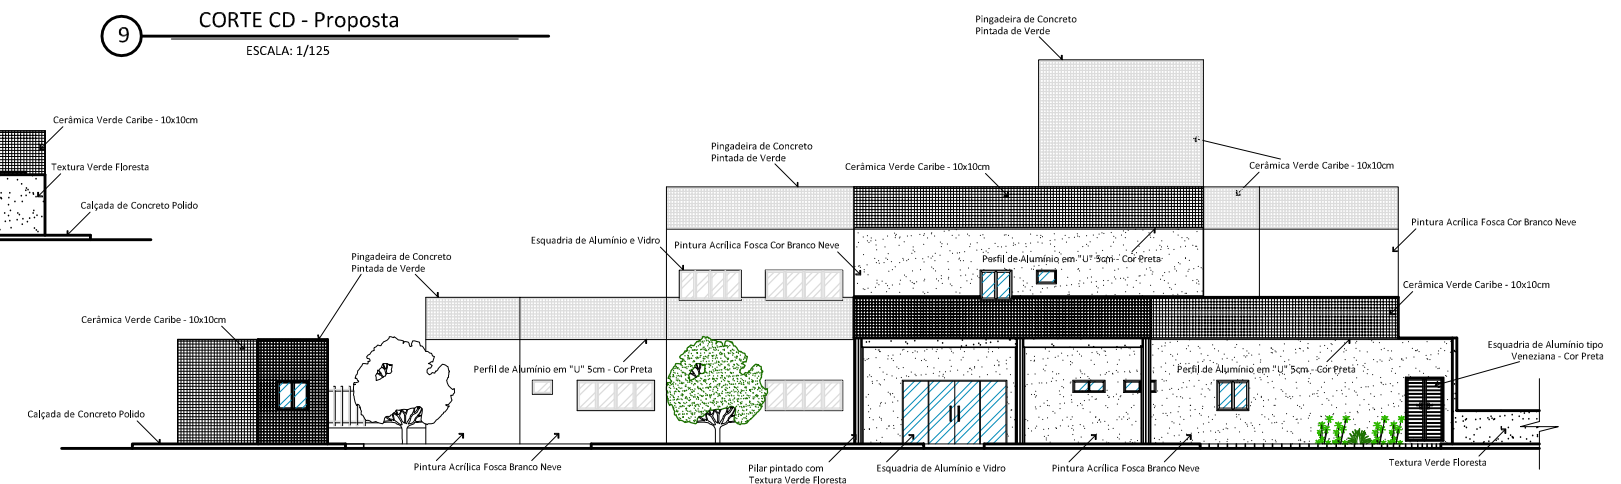 9
CORTE CD - Proposta
ESCALA: 1/125
Pingadeira de Concreto
Pintada de Verde
Cerâmica Verde Caribe - 10x10cm
Textura Verde Floresta
Calçada de Concreto Polido
Pingadeira de Concreto
Pintada de Verde
Cerâmica Verde Caribe - 10x10cm
Cerâmica Verde Caribe - 10x10cm
Pintura Acrílica Fosca Cor Branco Neve
Esquadria de Alumínio e Vidro
Pintura Acrílica Fosca Cor Branco Neve
Perfil de Alumínio em "U" 5cm - Cor Preta
Pingadeira de Concreto
Pintada de Verde
Cerâmica Verde Caribe - 10x10cm
Cerâmica Verde Caribe - 10x10cm
Esquadria de Alumínio tipo
Veneziana - Cor Preta
Perfil de Alumínio em "U" 5cm - Cor Preta
Perfil de Alumínio em "U" 5cm - Cor Preta
Calçada de Concreto Polido
Pintura Acrílica Fosca Branco Neve
Pilar pintado com
Textura Verde Floresta
Esquadria de Alumínio e Vidro
Pintura Acrílica Fosca Branco Neve
Textura Verde Floresta